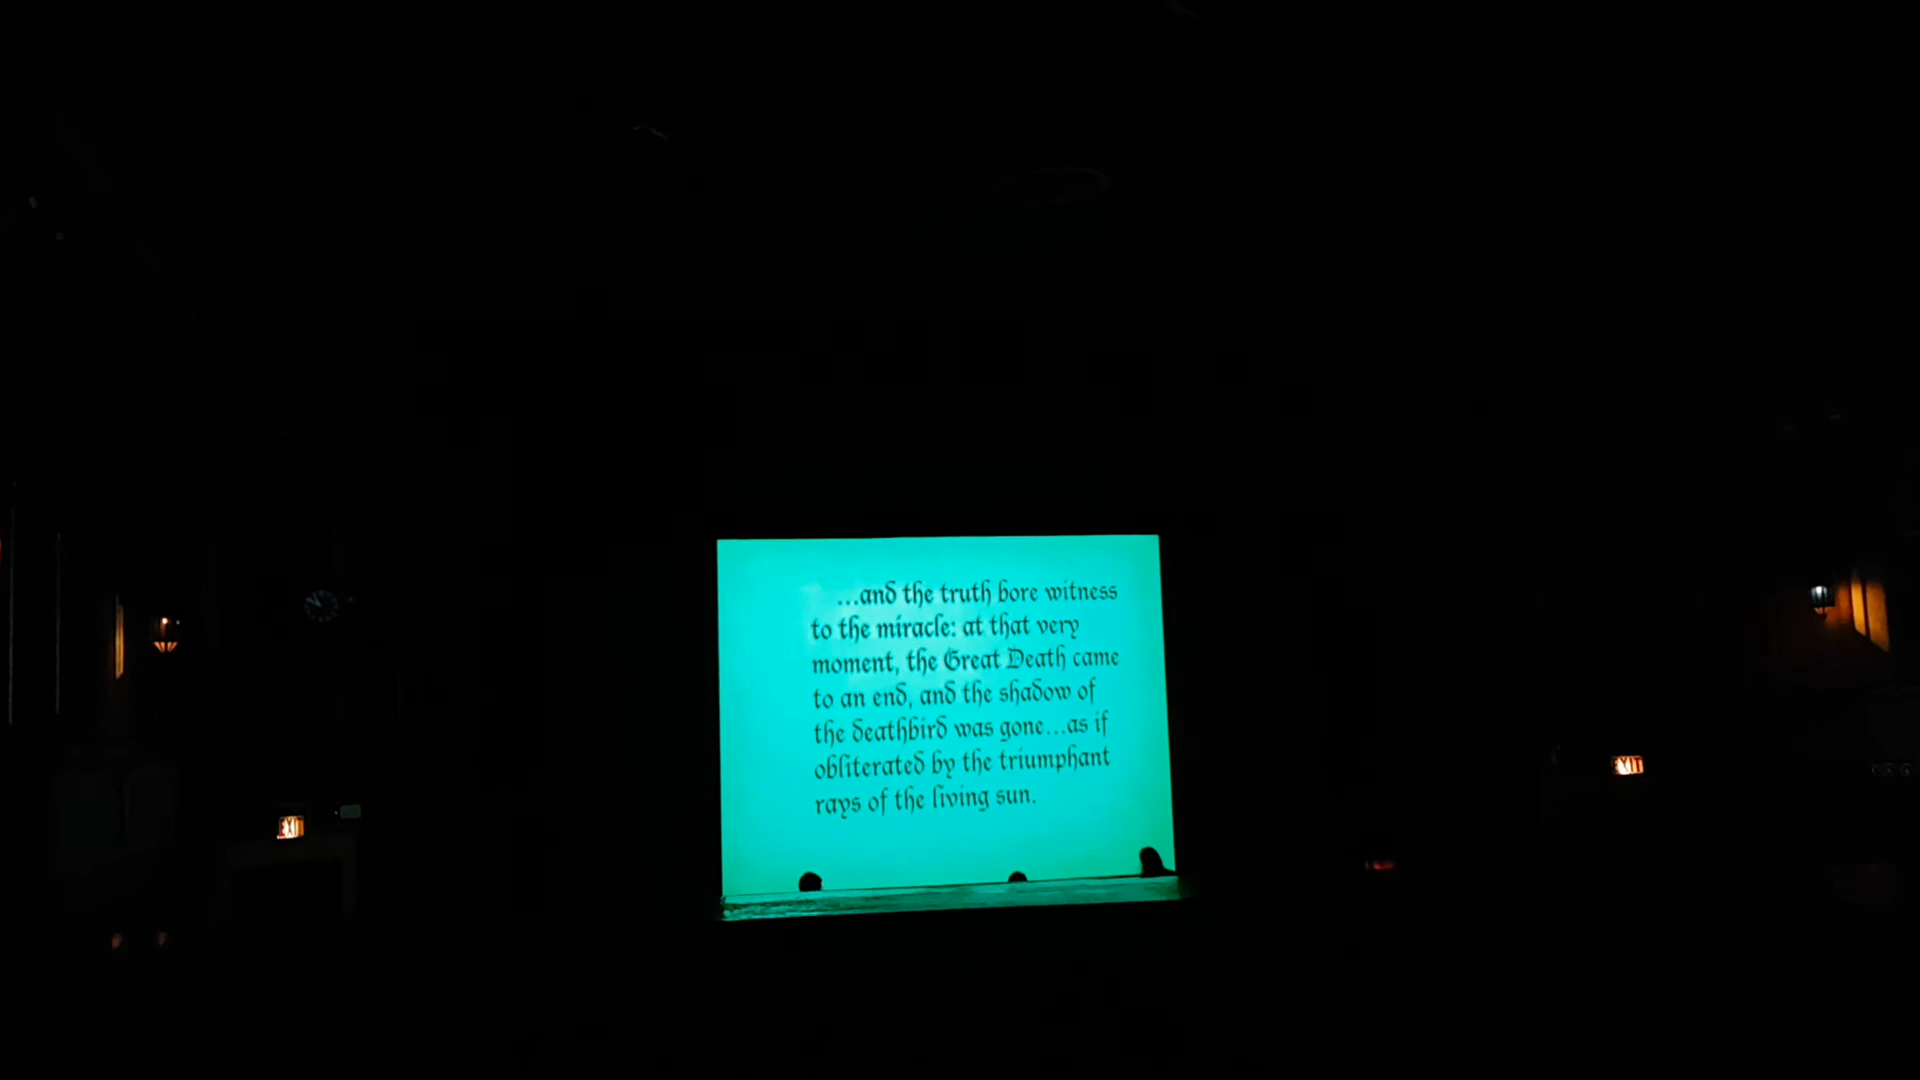 ...and the truth bore witness
to the miracle: at that very
moment, the Great Death came
to an end, and the shadow of
the deathbird was gone...as if
obliterated by the triumphant
rays of the living sun.
EXIT
EXIT